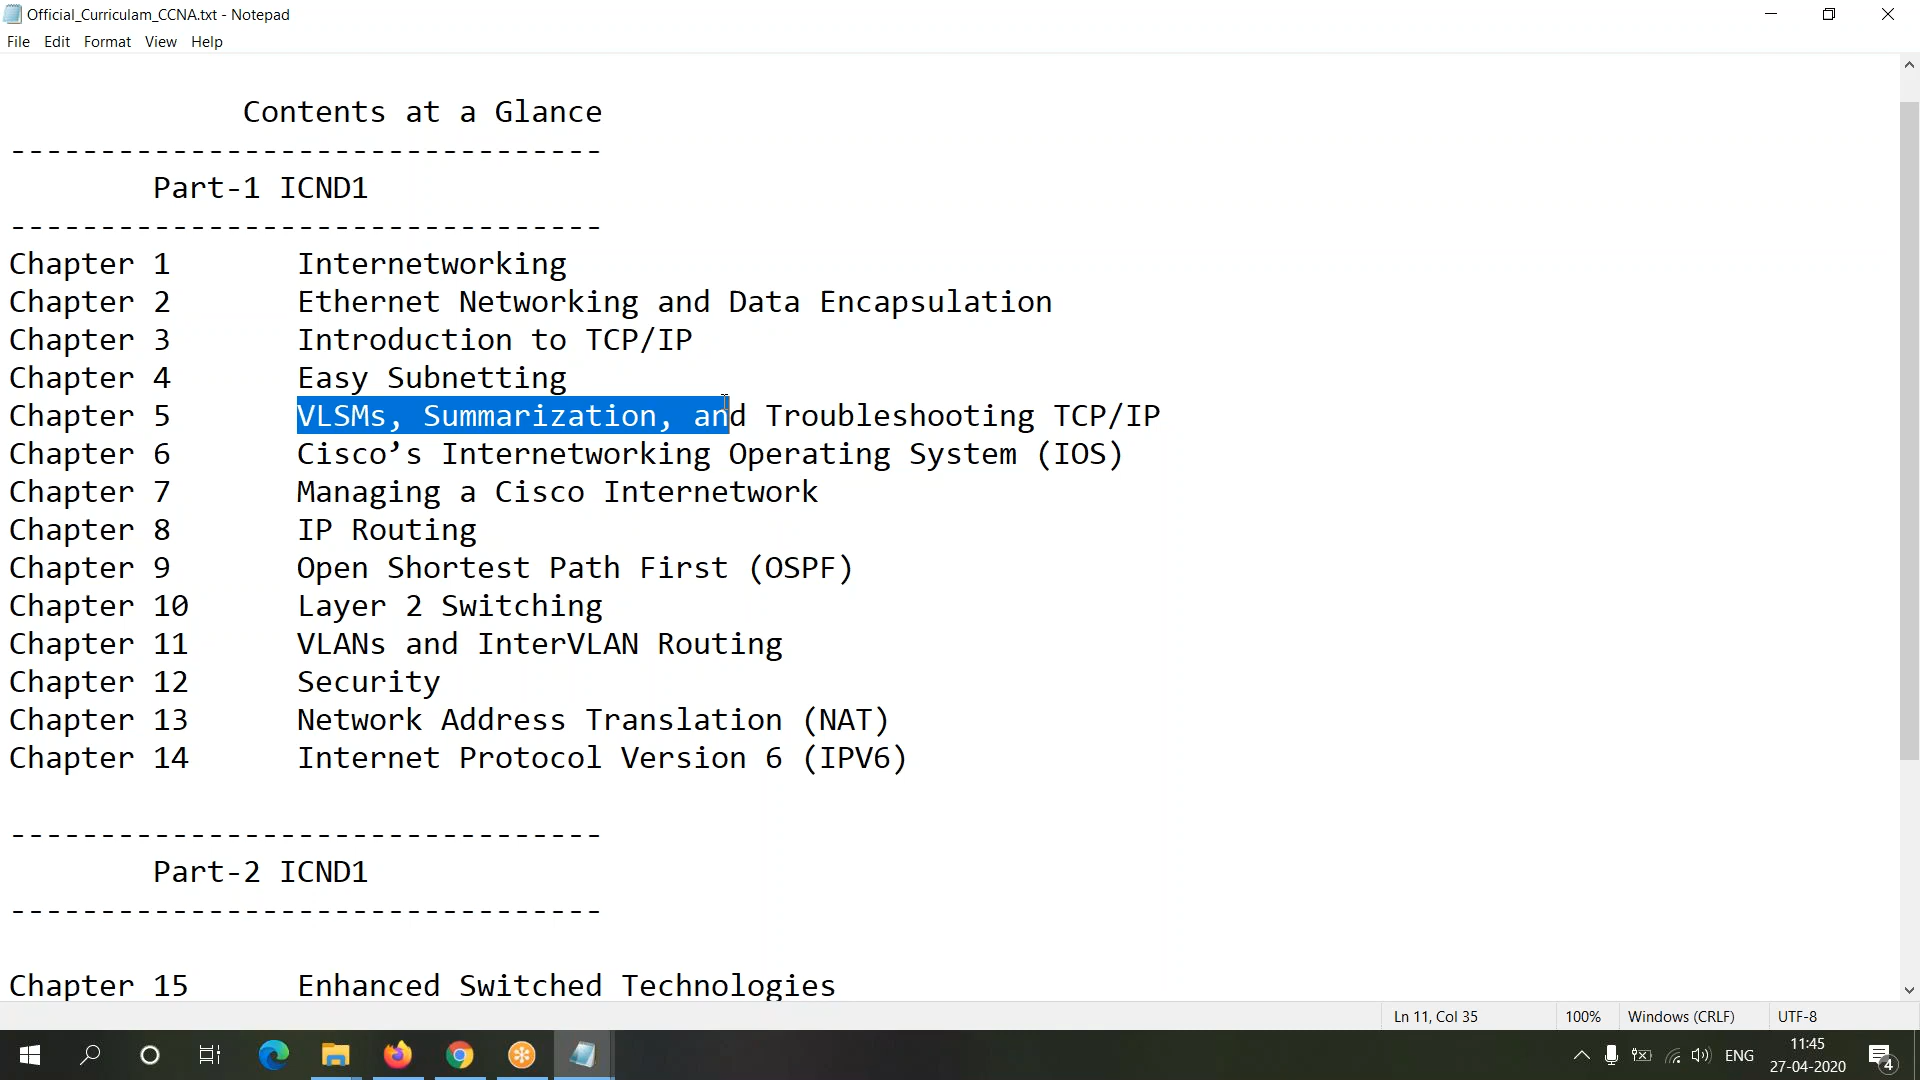 Official_Curriculam_CCNA.txt - Notepad
File Edit Format View Help
Contents at a Glance
---------------------------------
Part-1 ICND1
---------------------------------
Chapter 1 Internetworking
Chapter 2 Ethernet Networking and Data Encapsulation
Chapter 3 Introduction to TCP/IP
Chapter 4 Easy Subnetting
Chapter 5 VLSMs, Summarization, and Troubleshooting TCP/IP
Chapter 6 Cisco’s Internetworking Operating System (IOS)
Chapter 7 Managing a Cisco Internetwork
Chapter 8 IP Routing
Chapter 9 Open Shortest Path First (OSPF)
Chapter 10 Layer 2 Switching
Chapter 11 VLANs and InterVLAN Routing
Chapter 12 Security
Chapter 13 Network Address Translation (NAT)
Chapter 14 Internet Protocol Version 6 (IPV6)
---------------------------------
Part-2 ICND1
---------------------------------
Chapter 15 Enhanced Switched Technologies
Ln 11, Col 35 100% Windows (CRLF) UTF-8
ENG 11:45
27-04-2020 4